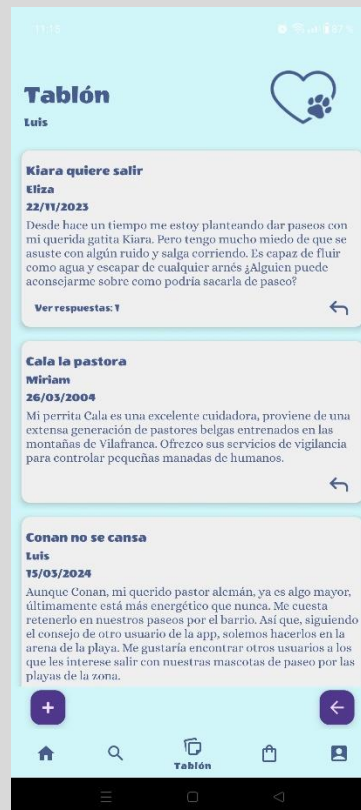 11:15
87%
Tablón
Luis
Kiara quiere salir
Eliza
22/11/2023
Desde hace un tiempo me estoy planteando dar paseos con
mi querida gatita Kiara. Pero tengo mucho miedo de que se
asuste con algún ruido y salga corriendo. Es capaz de fluir
como agua y escapar de cualquier arnés ¿Alguien puede
aconsejarme sobre como podría sacarla de paseo?
Ver respuestas: 1
Cala la pastora
Miriam
26/03/2004
Mi perrita Cala es una excelente cuidadora, proviene de una
extensa generación de pastores belgas entrenados en las
montañas de Vilafranca. Ofrezco sus servicios de vigilancia
para controlar pequeñas manadas de humanos.
Conan no se cansa
Luis
15/03/2024
Aunque Conan, mi querido pastor alemán, ya es algo mayor,
últimamente está más energético que nunca. Me cuesta
retenerlo en nuestros paseos por el barrio. Así que, siguiendo
el consejo de otro usuario de la app, solemos hacerlos en la
arena de la playa. Me gustaría encontrar otros usuarios a los
que les interese salir con nuestras mascotas de paseo por las
playas de la zona.
Tablón